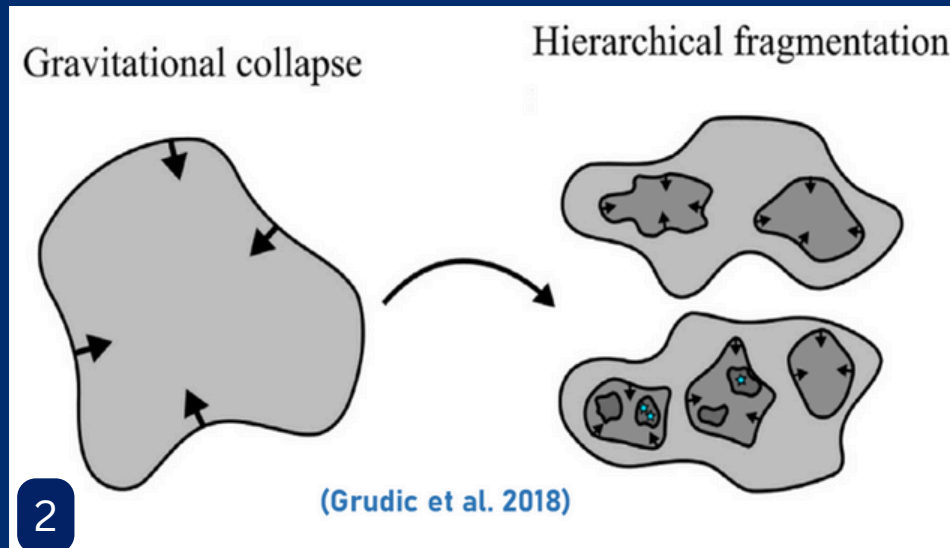 Gravitational collapse
Hierarchical fragmentation
(Grudic et al. 2018)
2